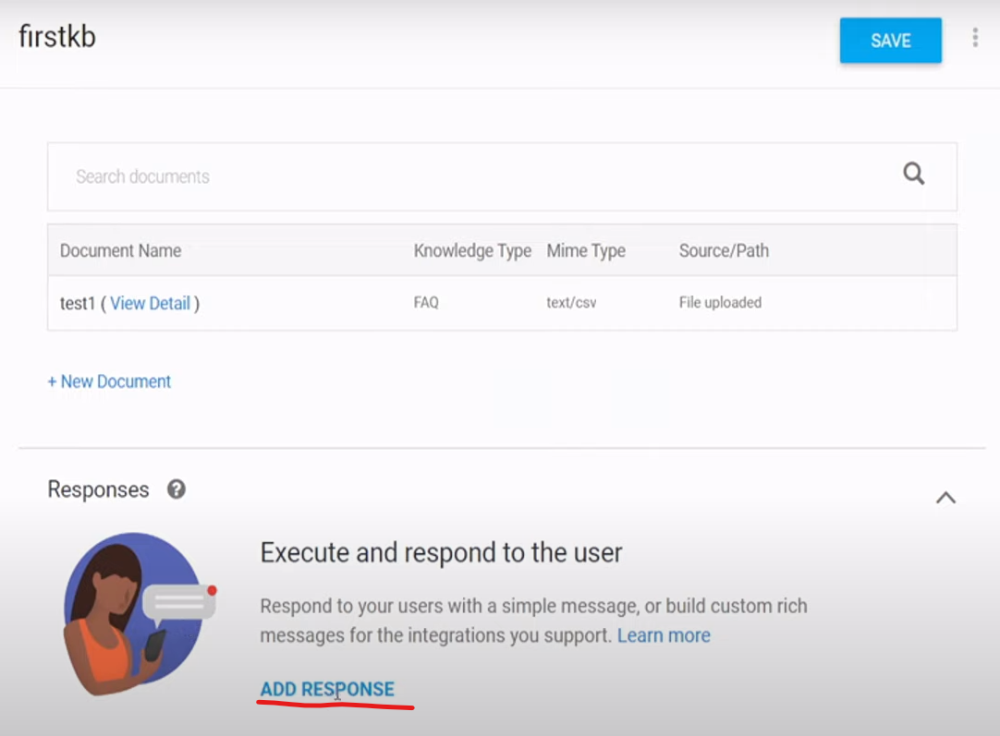 firstkb
SAVE
Search documents
Document Name Knowledge Type Mime Type Source/Path
test1 ( View Detail ) FAQ text/csv File uploaded
+ New Document
Responses ?
Execute and respond to the user
Respond to your users with a simple message, or build custom rich
messages for the integrations you support. Learn more
ADD RESPONSE